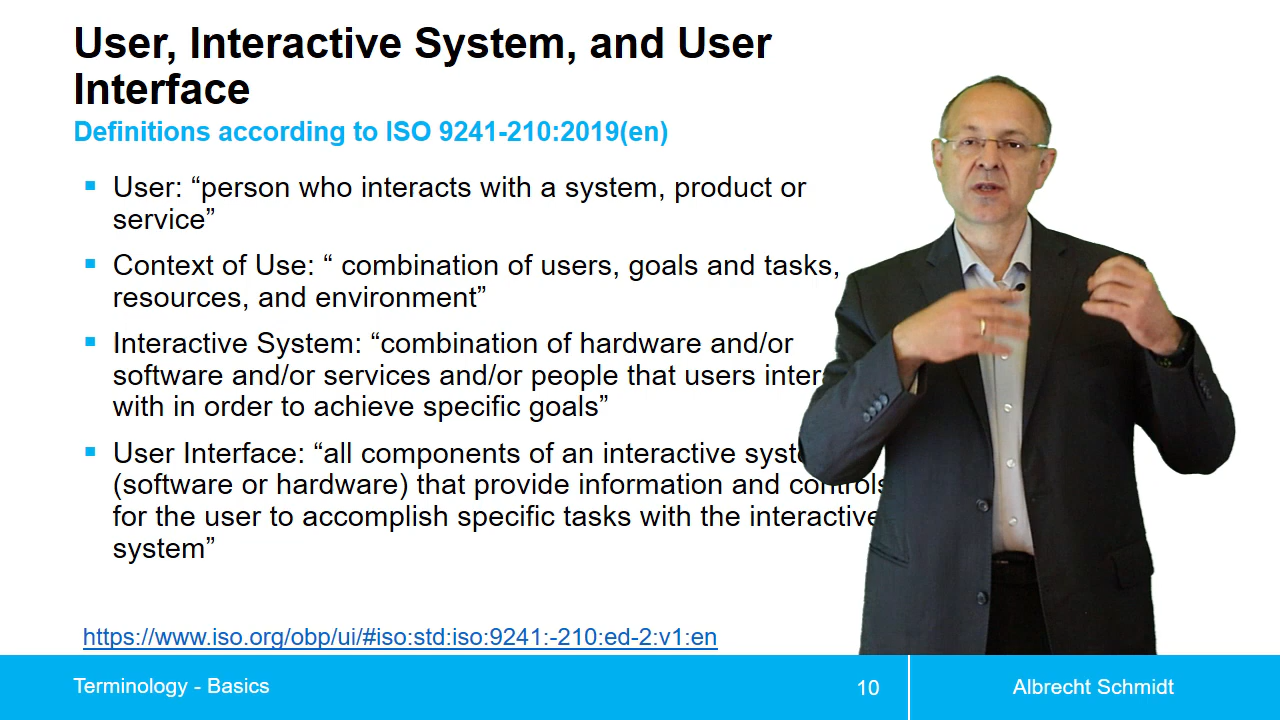 User, Interactive System, and User
Interface
Definitions according to ISO 9241-210:2019(en)
▪ User: “person who interacts with a system, product or
service”
▪ Context of Use: “ combination of users, goals and tasks,
resources, and environment”
▪ Interactive System: “combination of hardware and/or
software and/or services and/or people that users
with in order to achieve specific goals”
▪ User Interface: “all components of an interactive
(software or hardware) that provide information and controls
for the user to accomplish specific tasks with the interactive
system”
https://www.iso.org/obp/ui/#iso:std:iso:9241:-210:ed-2:v1:en
Terminology - Basics
10
Albrecht Schmidt